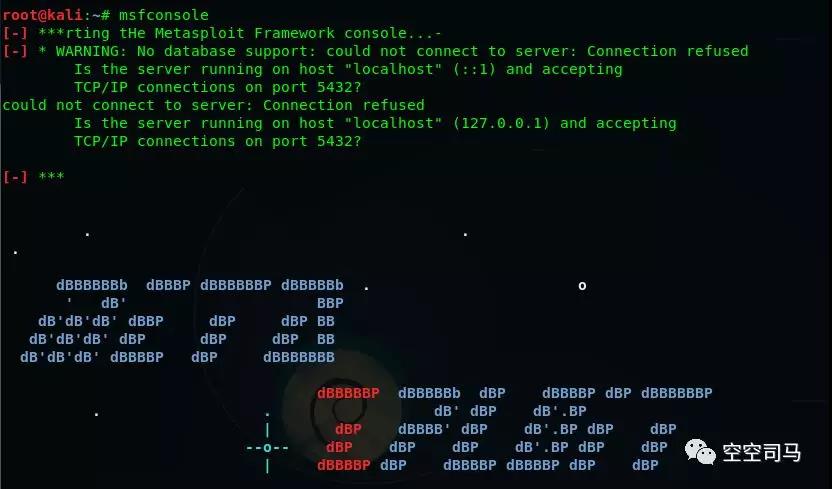 root@kali:~# msfconsole
[-] ***rting tHe Metasploit Framework console...-
[-] * WARNING: No database support: could not connect to server: Connection refused
        Is the server running on host "localhost" (::1) and accepting
        TCP/IP connections on port 5432?
could not connect to server: Connection refused
        Is the server running on host "localhost" (127.0.0.1) and accepting
        TCP/IP connections on port 5432?
[-] ***
         .                                         .
 .
      dBBBBBBb  dBBBP dBBBBBBP dBBBBBb  .                       o
       '   dB'                     BBP
    dB'dB'dB' dBBP     dBP     dBP BB
   dB'dB'dB' dBP      dBP     dBP  BB
  dB'dB'dB' dBBBBP   dBP     dBBBBBBB
                                   dBBBBBP  dBBBBBb  dBP    dBBBBP dBP dBBBBBBP
          .                  .                  dB' dBP    dB'.BP
                             |       dBP    dBBBB' dBP    dB'.BP dBP    dBP
                           --o--    dBP    dBP    dBP    dB'.BP dBP    dBP
                             |     dBBBBP dBP    dBBBBP dBBBBP dBP    dBP
空空司马